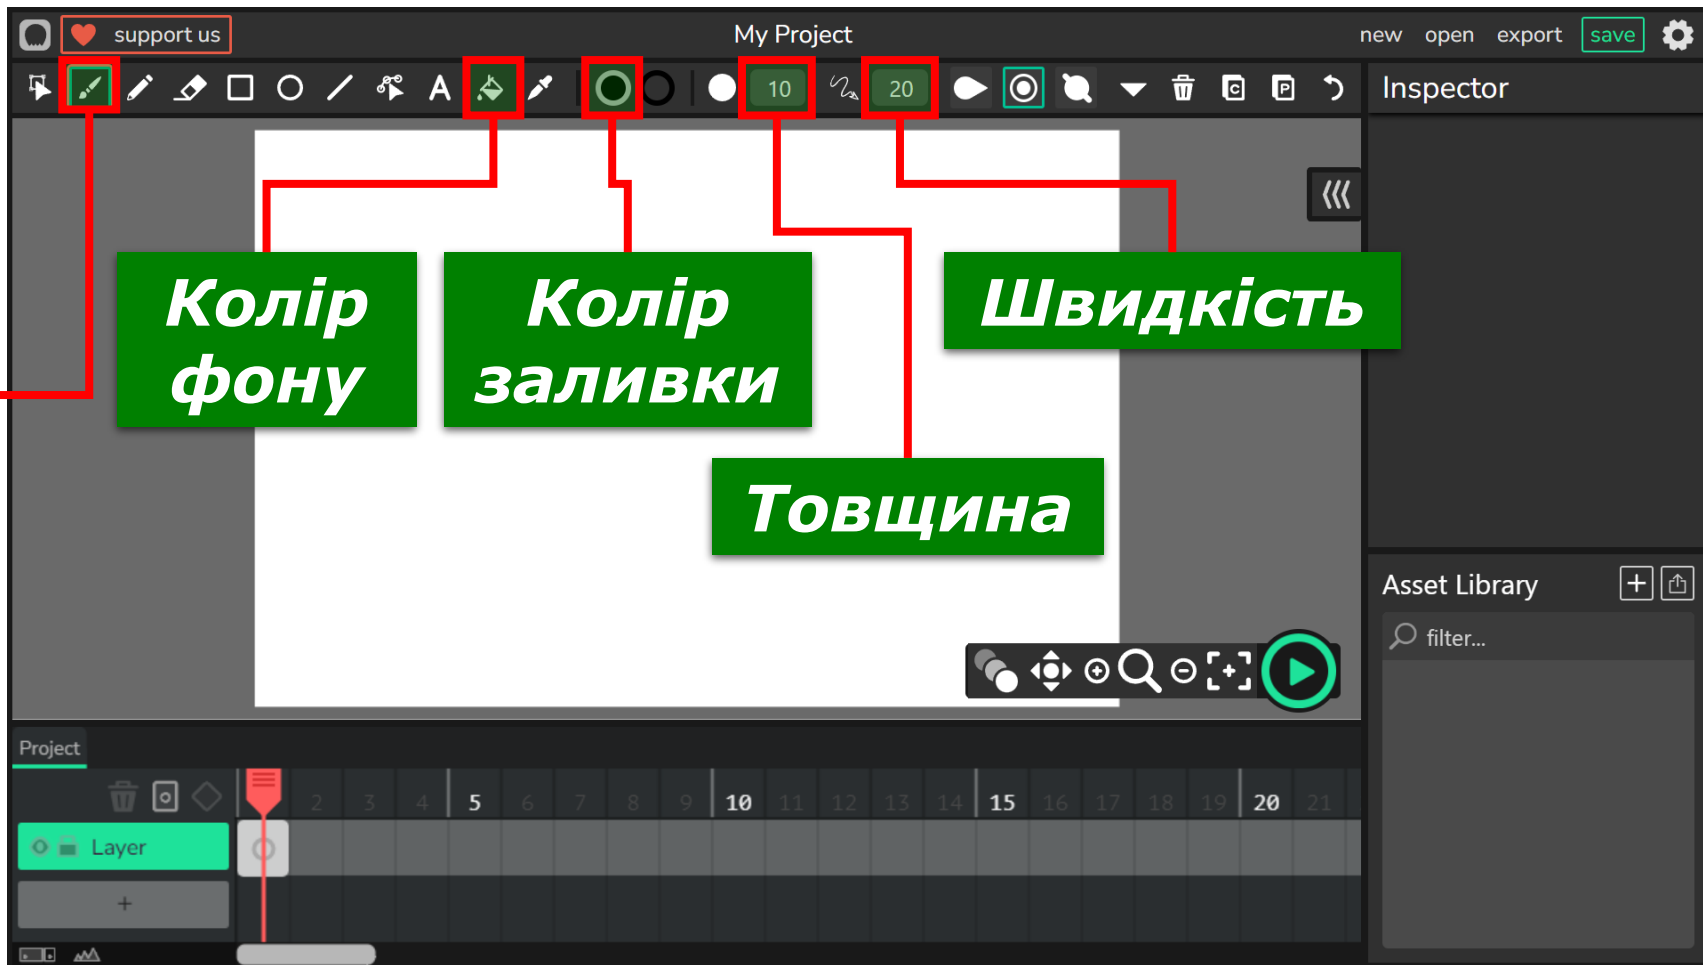 support us
My Project
new open export save
A
10
20
C
P
Inspector
Колір
фону
Колір
заливки
Швидкість
Товщина
Asset Library
filter...
Project
2 3 4 5 6 7 8 9 10 11 12 13 14 15 16 17 18 19 20 21
Layer